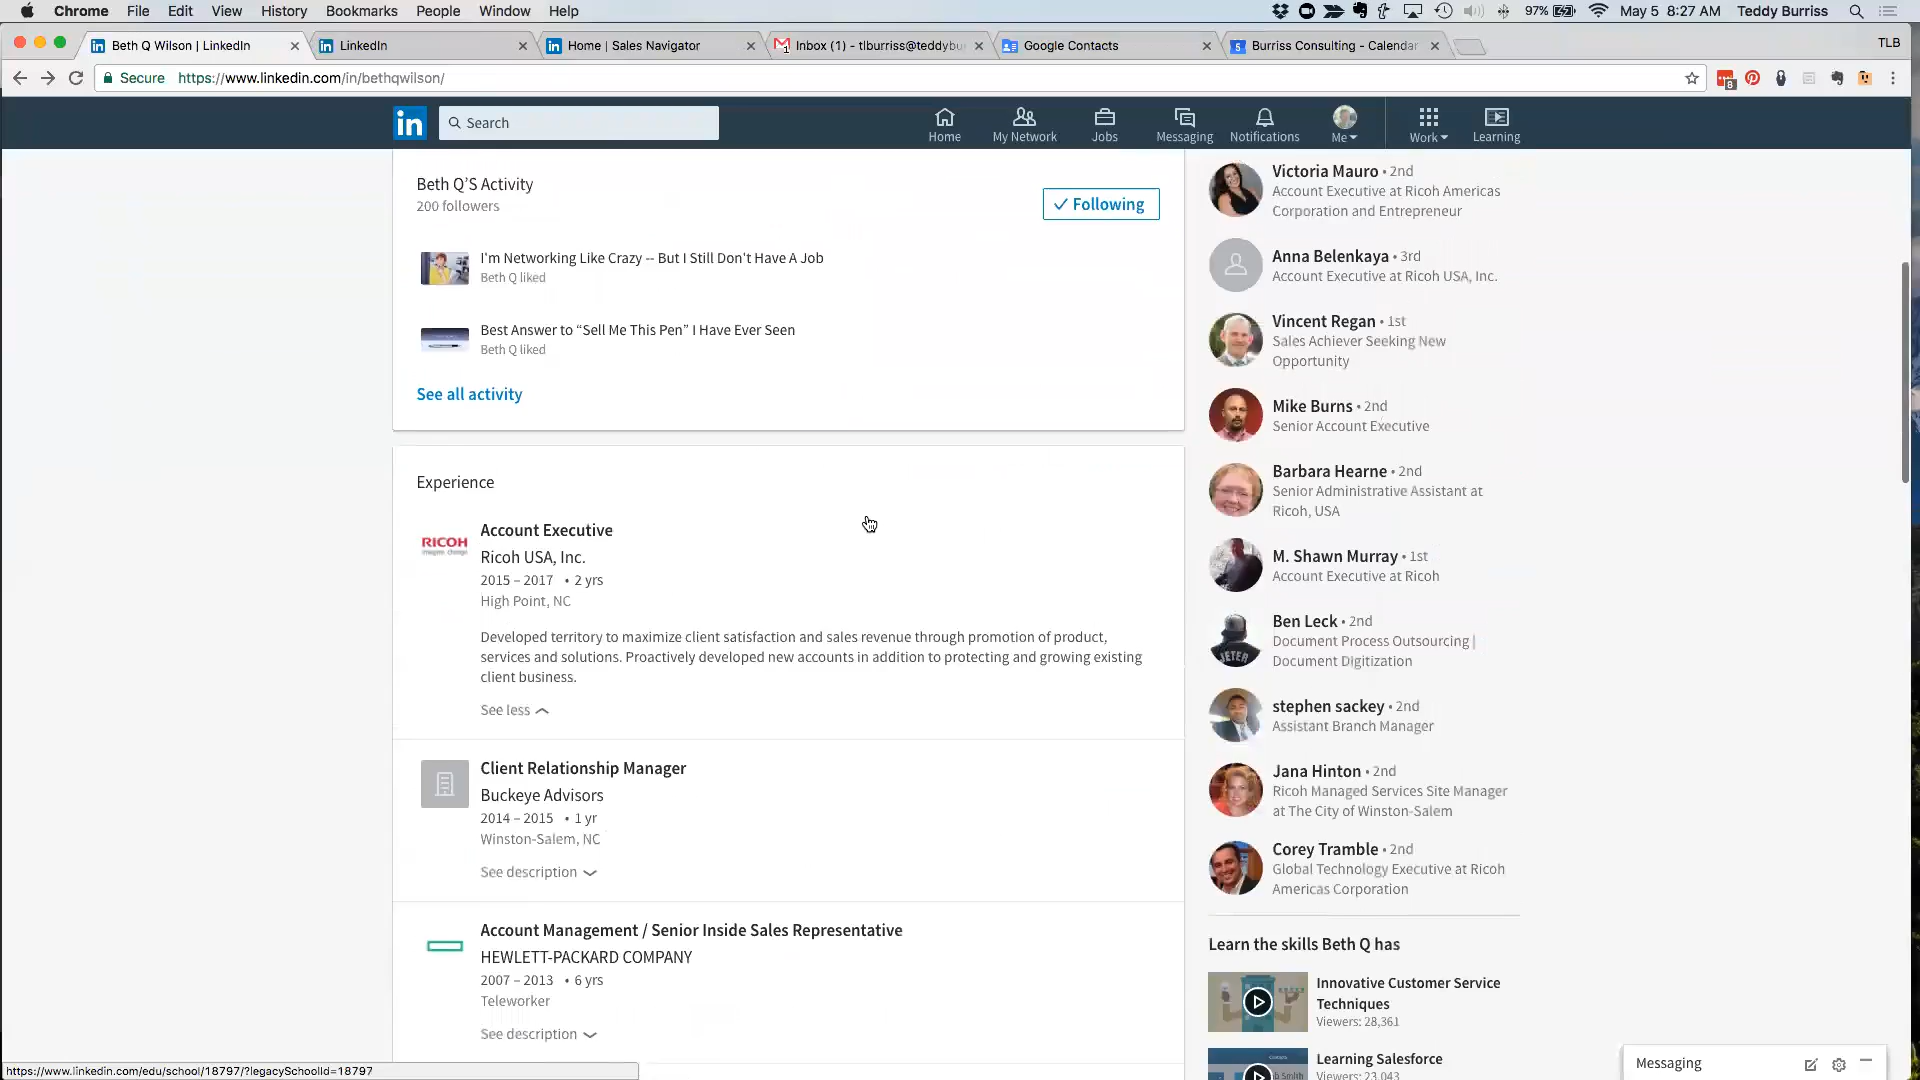 Chrome File Edit View History Bookmarks People Window Help
97% May 5 8:27 AM Teddy Burriss
Beth Q Wilson | LinkedIn
LinkedIn
Home | Sales Navigator
Inbox (1) - tlburriss@teddybu
Google Contacts
Burriss Consulting - Calendar
TLB
Secure https://www.linkedin.com/in/bethqwilson/
8
in Search
Home My Network Jobs Messaging Notifications Me Work Learning
Beth Q’S Activity
200 followers
Following
I'm Networking Like Crazy -- But I Still Don't Have A Job
Beth Q liked
Best Answer to “Sell Me This Pen” I Have Ever Seen
Beth Q liked
See all activity
Experience
RICOH
imagine. change.
Account Executive
Ricoh USA, Inc.
2015 – 2017 • 2 yrs
High Point, NC
Developed territory to maximize client satisfaction and sales revenue through promotion of product,
services and solutions. Proactively developed new accounts in addition to protecting and growing existing
client business.
See less
Client Relationship Manager
Buckeye Advisors
2014 – 2015 • 1 yr
Winston-Salem, NC
See description
Account Management / Senior Inside Sales Representative
HEWLETT-PACKARD COMPANY
2007 – 2013 • 6 yrs
Teleworker
See description
Victoria Mauro • 2nd
Account Executive at Ricoh Americas
Corporation and Entrepreneur
Anna Belenkaya • 3rd
Account Executive at Ricoh USA, Inc.
Vincent Regan • 1st
Sales Achiever Seeking New
Opportunity
Mike Burns • 2nd
Senior Account Executive
Barbara Hearne • 2nd
Senior Administrative Assistant at
Ricoh, USA
M. Shawn Murray • 1st
Account Executive at Ricoh
JETER
Ben Leck • 2nd
Document Process Outsourcing |
Document Digitization
stephen sackey • 2nd
Assistant Branch Manager
Jana Hinton • 2nd
Ricoh Managed Services Site Manager
at The City of Winston-Salem
Corey Tramble • 2nd
Global Technology Executive at Ricoh
Americas Corporation
Learn the skills Beth Q has
Innovative Customer Service
Techniques
Viewers: 28,361
Learning Salesforce
Viewers: 23,043
Messaging
https://www.linkedin.com/edu/school/18797/?legacySchoolId=18797